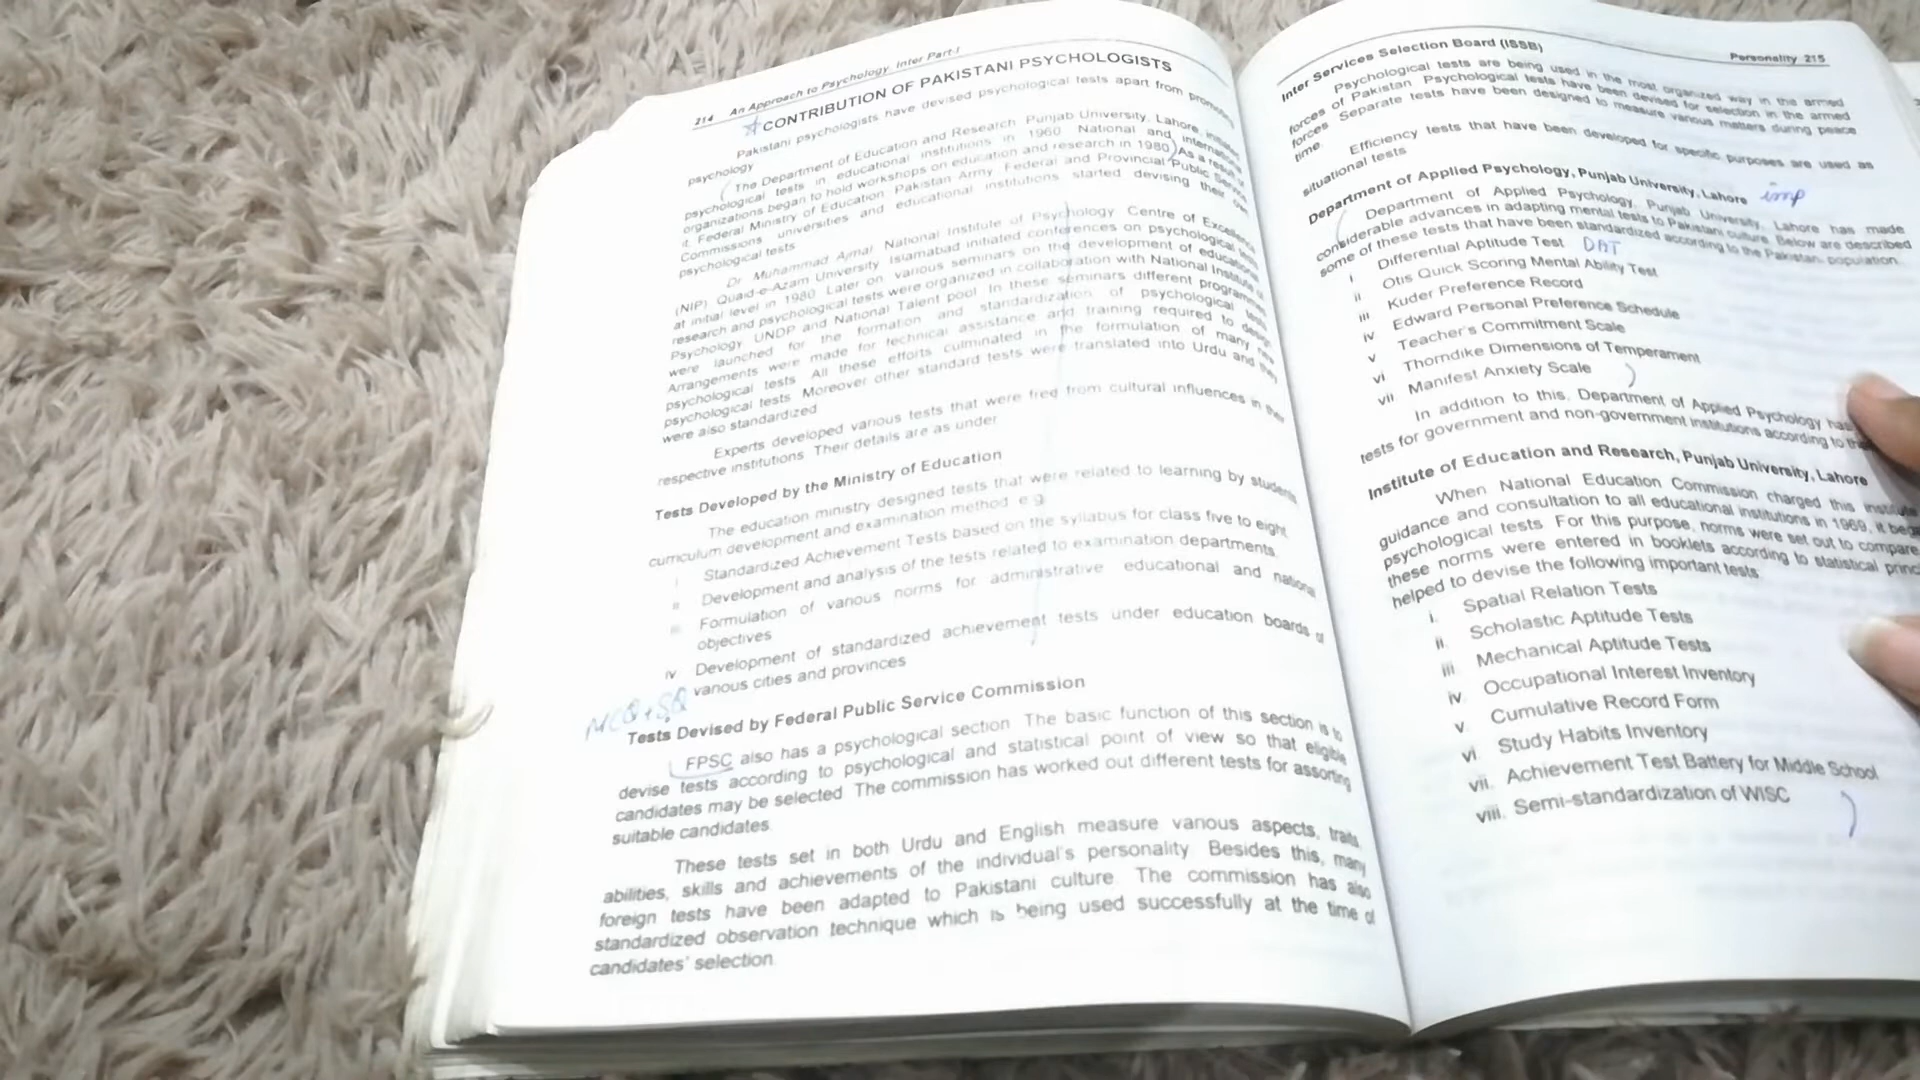 214 An Approach to Psychology Inter Part-I
CONTRIBUTION OF PAKISTANI PSYCHOLOGISTS
Pakistani psychologists have devised psychological tests apart from promoting
psychology
The Department of Education and Research Punjab University, Lahore initiated
psychological tests in educational institutions in 1960 National and international
organizations began to hold workshops on education and research in 1980 As a result of
it Federal Ministry of Education Pakistan Army Federal and Provincial Public Service
Commissions universities and educational institutions started devising their own
psychological tests
Dr Muhammad Ajmal National Institute of Psychology Centre of Excellence
(NIP) Quaid-e-Azam University Islamabad initiated conferences on psychological tests
at initial level in 1980 Later on various seminars on the development of educational
research and psychological tests were organized in collaboration with National Institute of
Psychology UNDP and National Talent pool In these seminars different programmes
were launched for the formation and standardization of psychological tests
Arrangements were made for technical assistance and training required to design
psychological tests All these efforts culminated in the formulation of many new
psychological tests Moreover other standard tests were translated into Urdu and they
were also standardized
Experts developed various tests that were free from cultural influences in their
respective institutions Their details are as under
Tests Developed by the Ministry of Education
The education ministry designed tests that were related to learning by students
curriculum development and examination method e.g
i Standardized Achievement Tests based on the syllabus for class five to eight
ii Development and analysis of the tests related to examination departments
iii Formulation of various norms for administrative educational and national
objectives
iv Development of standardized achievement tests under education boards of
various cities and provinces
MCQ+SQ
Tests Devised by Federal Public Service Commission
FPSC also has a psychological section The basic function of this section is to
devise tests according to psychological and statistical point of view so that eligible
candidates may be selected The commission has worked out different tests for assorting
suitable candidates
These tests set in both Urdu and English measure various aspects, traits,
abilities, skills and achievements of the individual's personality Besides this, many
foreign tests have been adapted to Pakistani culture The commission has also
standardized observation technique which is being used successfully at the time of
candidates' selection
Personality 215
Inter Services Selection Board (ISSB)
Psychological tests are being used in the most organized way in the armed
forces of Pakistan Psychological tests have been devised for selection in the armed
forces Separate tests have been designed to measure various matters during peace
time
Efficiency tests that have been developed for specific purposes are used as
situational tests
Department of Applied Psychology, Punjab University, Lahore imp
Department of Applied Psychology, Punjab University, Lahore has made
considerable advances in adapting mental tests to Pakistani culture Below are described
some of these tests that have been standardized according to the Pakistani population
i Differential Aptitude Test DAT
ii Otis Quick Scoring Mental Ability Test
iii Kuder Preference Record
iv Edward Personal Preference Schedule
v Teacher's Commitment Scale
vi Thorndike Dimensions of Temperament
vii Manifest Anxiety Scale
In addition to this, Department of Applied Psychology has
tests for government and non-government institutions according to
Institute of Education and Research, Punjab University, Lahore
When National Education Commission charged this institute
guidance and consultation to all educational institutions in 1969, it
psychological tests For this purpose, norms were set out to compare
these norms were entered in booklets according to statistical
helped to devise the following important tests
i. Spatial Relation Tests
ii. Scholastic Aptitude Tests
iii Mechanical Aptitude Tests
iv. Occupational Interest Inventory
v Cumulative Record Form
vi Study Habits Inventory
vii. Achievement Test Battery for Middle School
viii. Semi-standardization of WISC